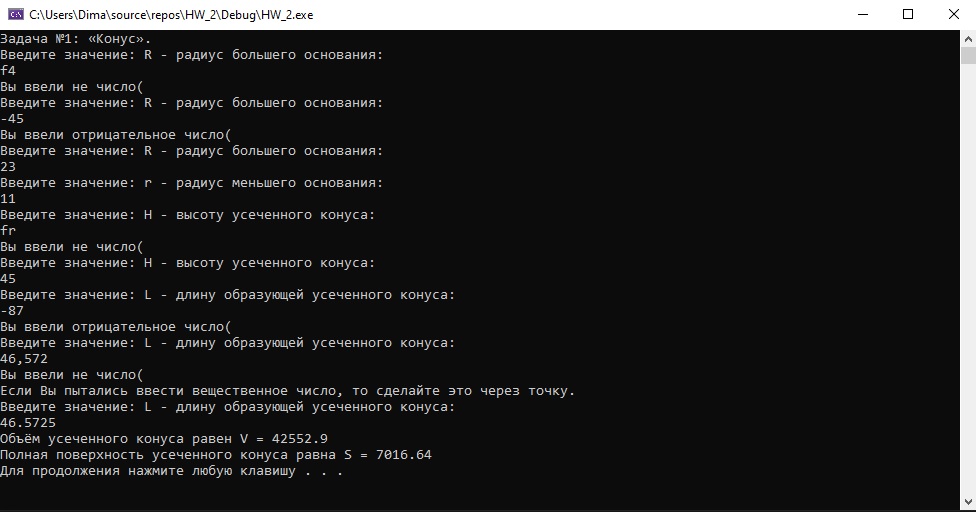 C:\Users\Dima\source\repos\HW_2\Debug\HW_2.exe
Задача №1: «Конус».
Введите значение: R - радиус большего основания:
f4
Вы ввели не число(
Введите значение: R - радиус большего основания:
-45
Вы ввели отрицательное число(
Введите значение: R - радиус большего основания:
23
Введите значение: r - радиус меньшего основания:
11
Введите значение: H - высоту усеченного конуса:
fr
Вы ввели не число(
Введите значение: H - высоту усеченного конуса:
45
Введите значение: L - длину образующей усеченного конуса:
-87
Вы ввели отрицательное число(
Введите значение: L - длину образующей усеченного конуса:
46,572
Вы ввели не число(
Если Вы пытались ввести вещественное число, то сделайте это через точку.
Введите значение: L - длину образующей усеченного конуса:
46.5725
Объём усеченного конуса равен V = 42552.9
Полная поверхность усеченного конуса равна S = 7016.64
Для продолжения нажмите любую клавишу . . .